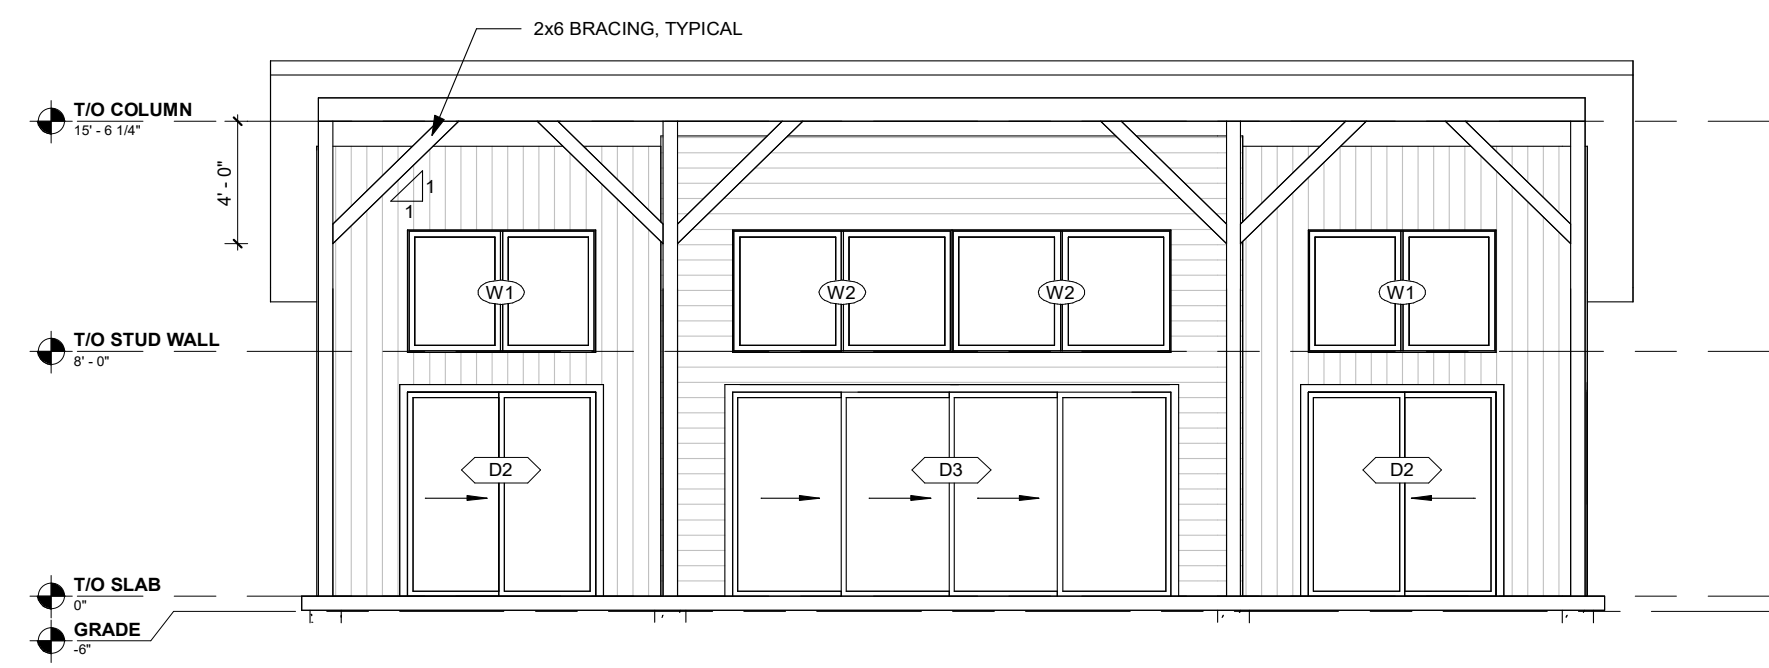 2x6 BRACING, TYPICAL
T/O COLUMN
15' - 6 1/4"
4' - 0"
1
1
W1
W2
W2
W1
T/O STUD WALL
8' - 0"
D2
D3
D2
T/O SLAB
0"
GRADE
-6"